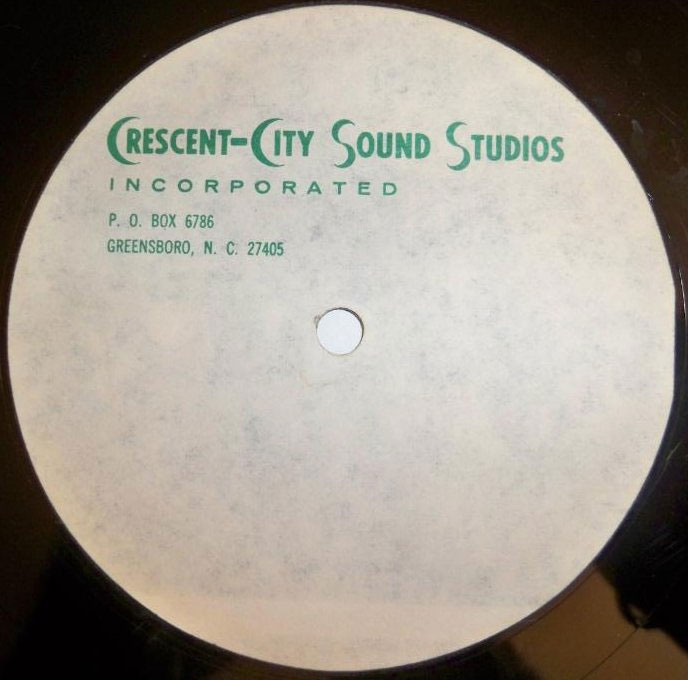 CRESCENT-CITY SOUND STUDIOS
INCORPORATED
P. O. BOX 6786
GREENSBORO, N. C. 27405